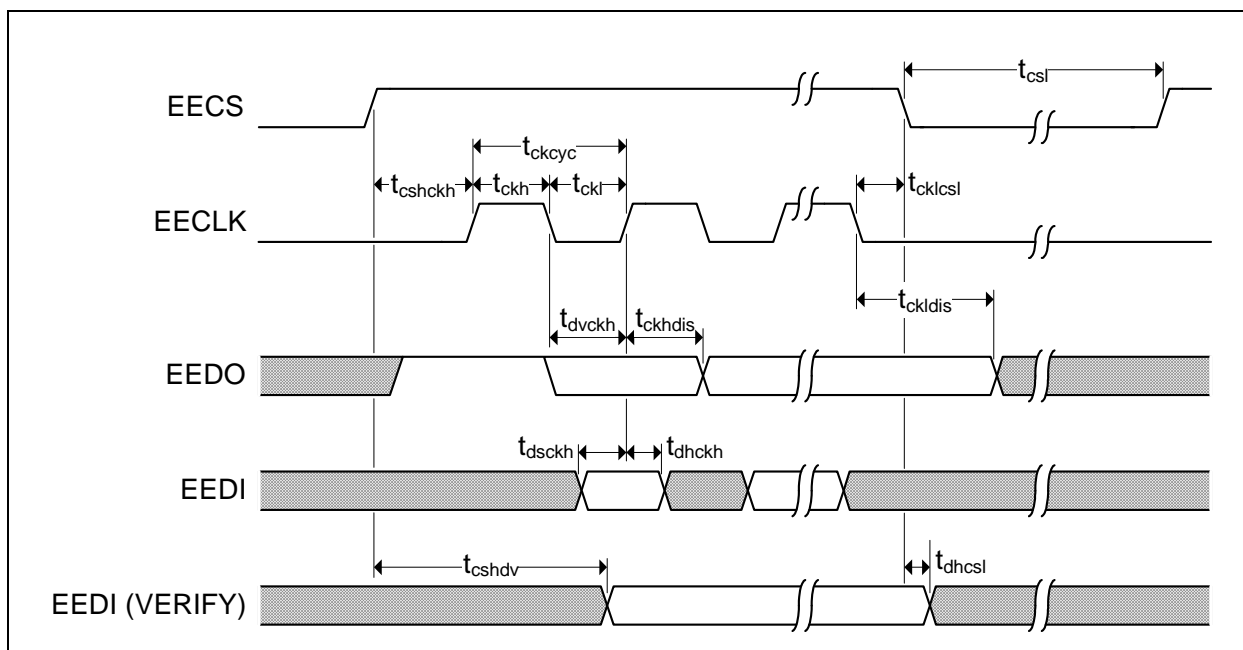 EECS
t_csl
t_ckcyc
t_cshckh
t_ckh
t_ckl
t_cklcsl
EECLK
t_ckldis
t_dvckh
t_ckhdis
EEDO
t_dsckh
t_dhckh
EEDI
t_cshdv
t_dhcsl
EEDI (VERIFY)